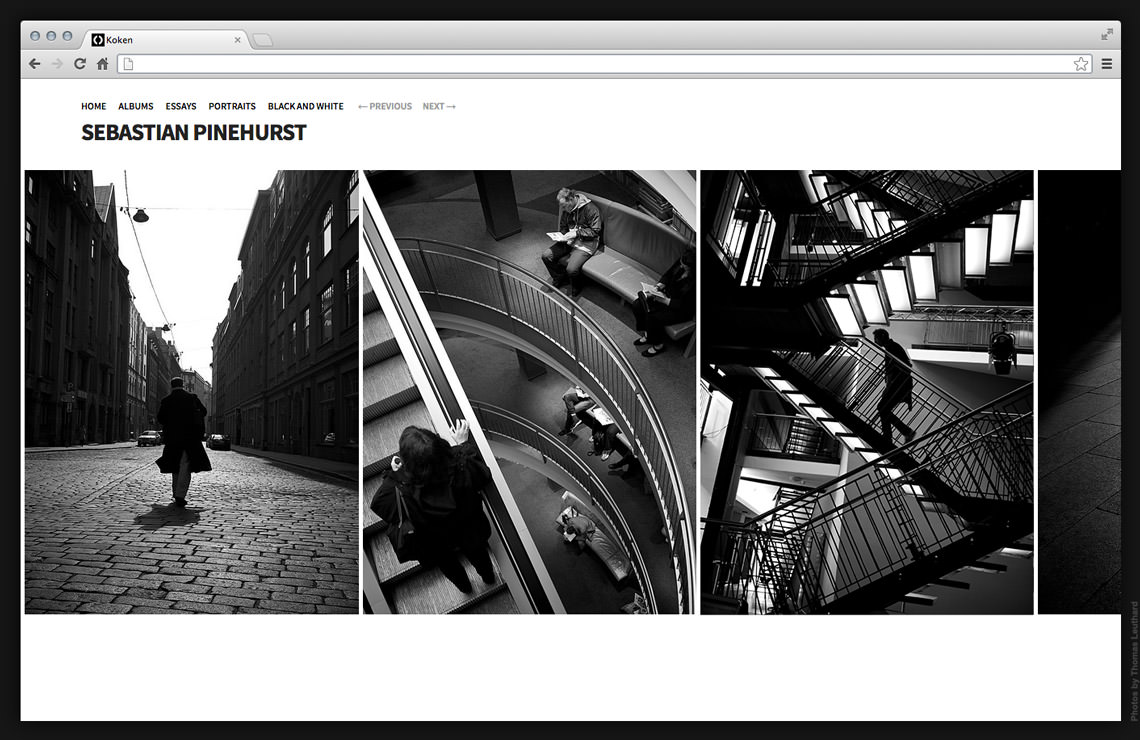 Koken
HOME ALBUMS ESSAYS PORTRAITS BLACK AND WHITE ← PREVIOUS NEXT →
SEBASTIAN PINEHURST
Photos by Thomas Leuthard